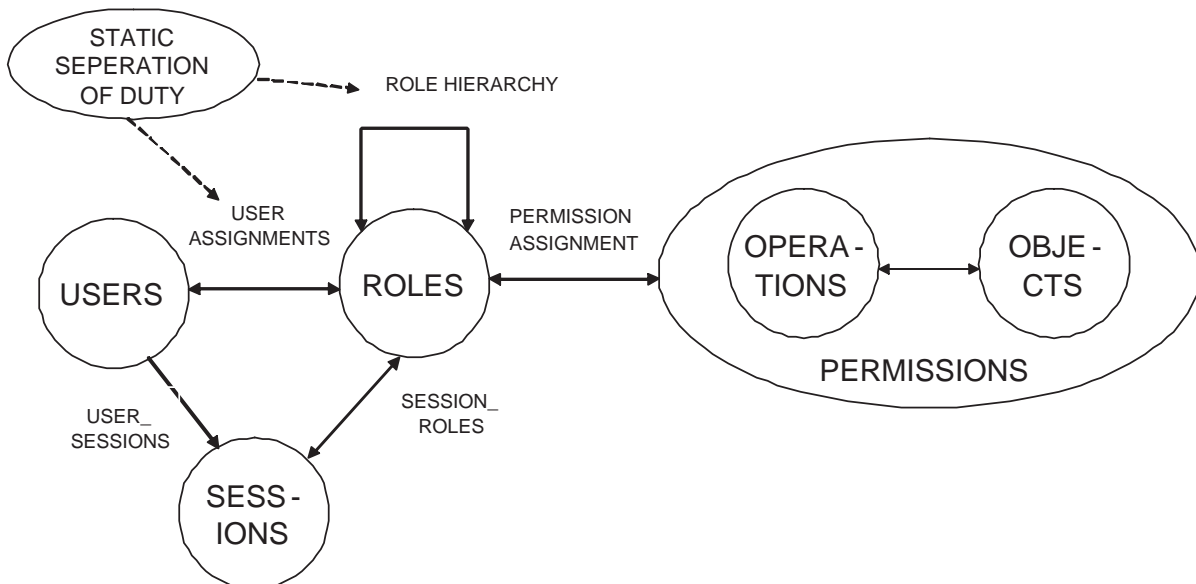 STATIC
SEPERATION
OF DUTY
ROLE HIERARCHY
USER
ASSIGNMENTS
PERMISSION
ASSIGNMENT
USERS
ROLES
OPERA -
TIONS
OBJE -
CTS
PERMISSIONS
USER_
SESSIONS
SESSION_
ROLES
SESS -
IONS